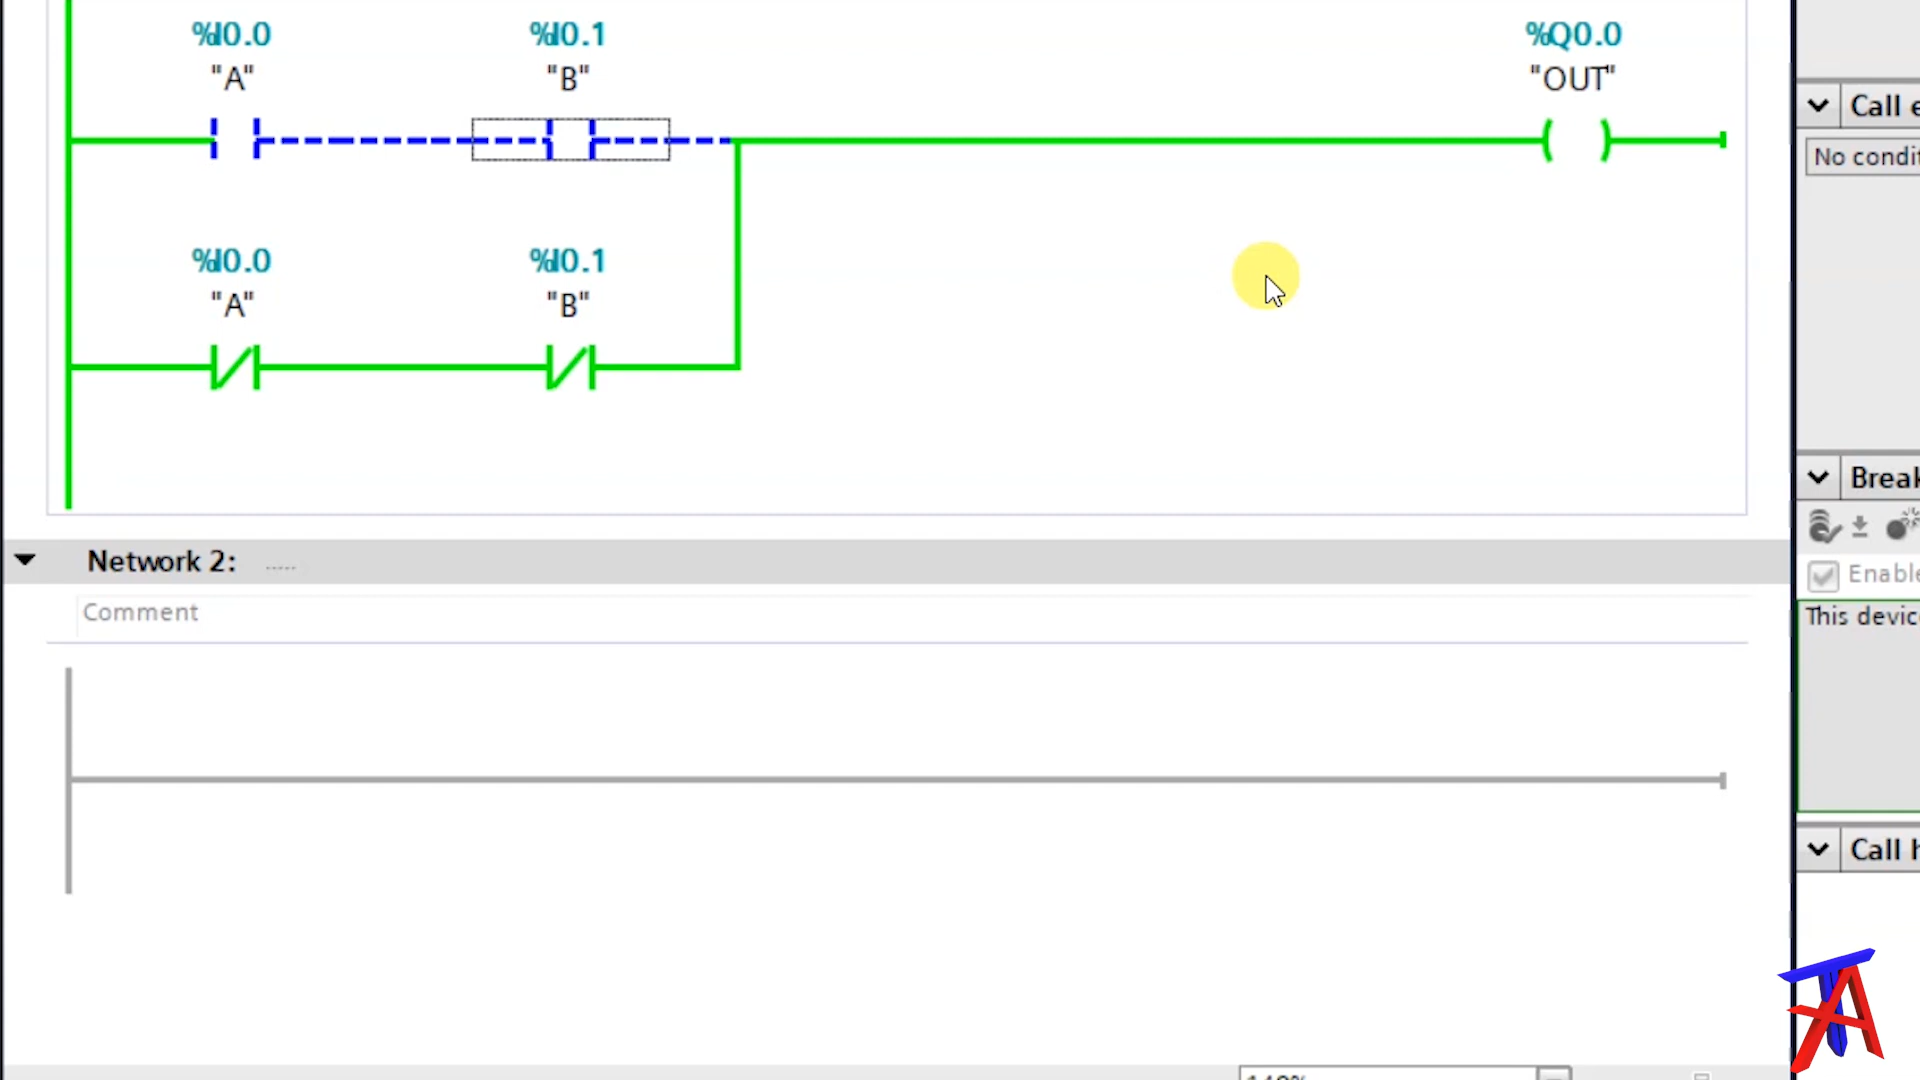 %I0.0 %I0.1 %Q0.0
"A" "B" "OUT"
%I0.0 %I0.1
"A" "B"
Network 2: .....
Comment
Call e
No condit
Break
Enable
This devic
Call h